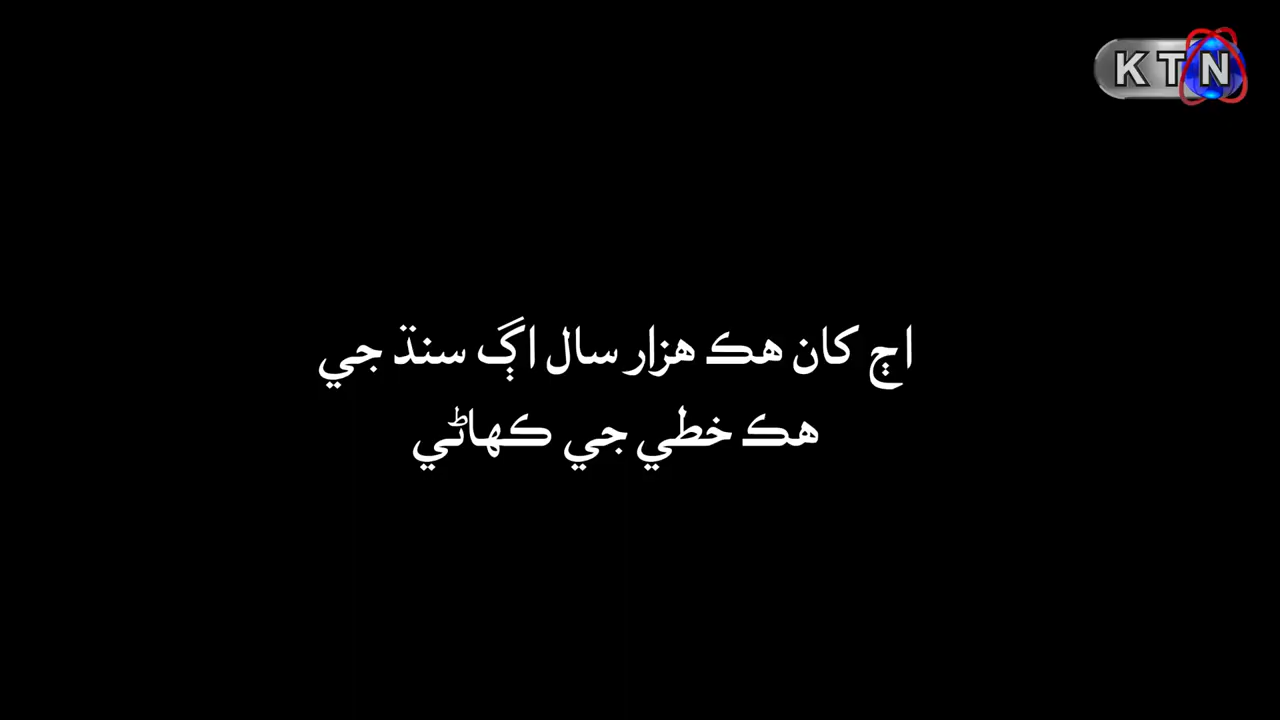 KTN
اڄ کان هڪ هزار سال اڳ سنڌ جي
هڪ خطي جي ڪهاڻي